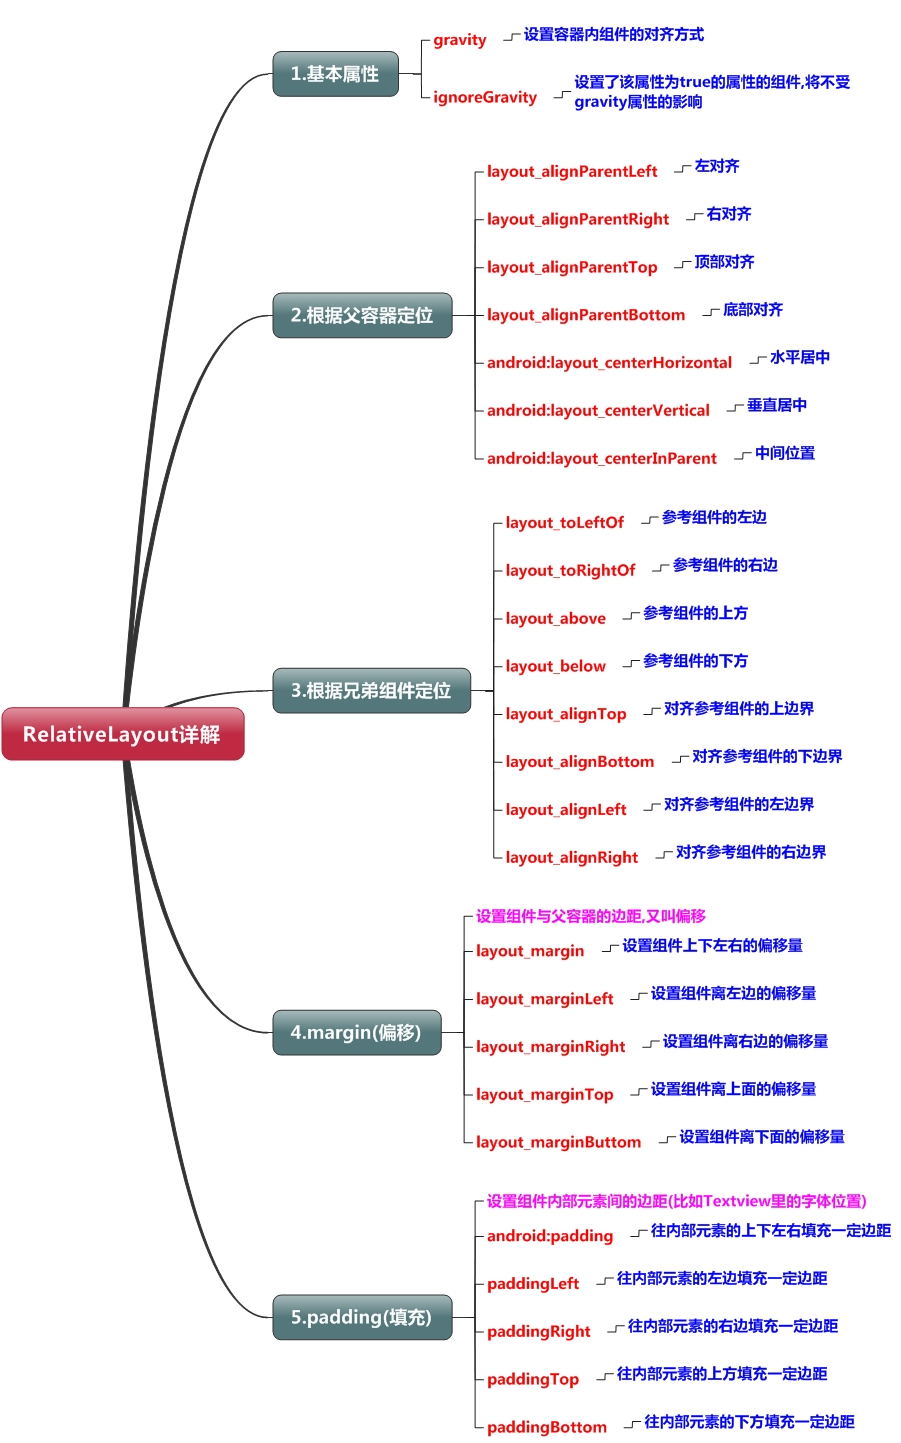 1.基本属性
gravity
设置容器内组件的对齐方式
ignoreGravity
设置了该属性为true的属性的组件,将不受
gravity属性的影响
2.根据父容器定位
layout_alignParentLeft
左对齐
layout_alignParentRight
右对齐
layout_alignParentTop
顶部对齐
layout_alignParentBottom
底部对齐
android:layout_centerHorizontal
水平居中
android:layout_centerVertical
垂直居中
android:layout_centerInParent
中间位置
RelativeLayout详解
3.根据兄弟组件定位
layout_toLeftOf
参考组件的左边
layout_toRightOf
参考组件的右边
layout_above
参考组件的上方
layout_below
参考组件的下方
layout_alignTop
对齐参考组件的上边界
layout_alignBottom
对齐参考组件的下边界
layout_alignLeft
对齐参考组件的左边界
layout_alignRight
对齐参考组件的右边界
4.margin(偏移)
设置组件与父容器的边距,又叫偏移
layout_margin
设置组件上下左右的偏移量
layout_marginLeft
设置组件离左边的偏移量
layout_marginRight
设置组件离右边的偏移量
layout_marginTop
设置组件离上面的偏移量
layout_marginButtom
设置组件离下面的偏移量
5.padding(填充)
设置组件内部元素间的边距(比如Textview里的字体位置)
android:padding
往内部元素的上下左右填充一定边距
paddingLeft
往内部元素的左边填充一定边距
paddingRight
往内部元素的右边填充一定边距
paddingTop
往内部元素的上方填充一定边距
paddingBottom
往内部元素的下方填充一定边距